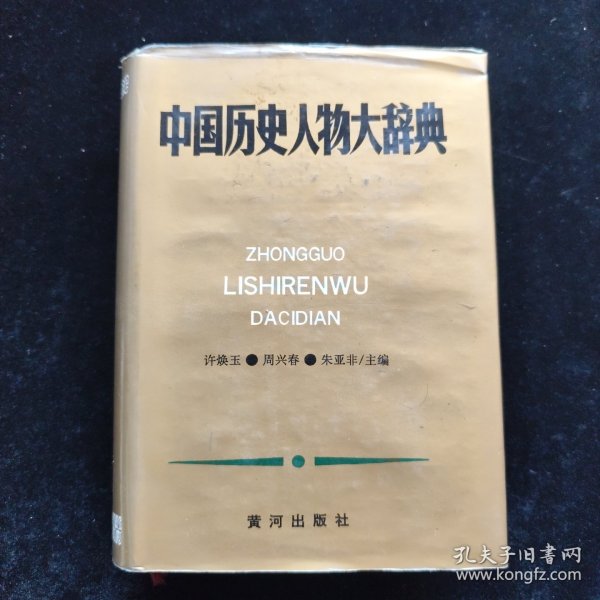 中国历史人物大辞典
ZHONGGUO
LISHIRENWU
DACIDIAN
许焕玉●周兴春●朱亚非/主编
黄河出版社
孔夫子旧书网
www.kongfz.com